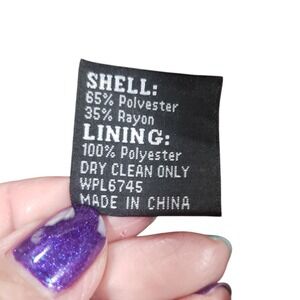 SHELL:
65% Polyester
35% Rayon
LINING:
100% Polyester
DRY CLEAN ONLY
WPL6745
MADE IN CHINA